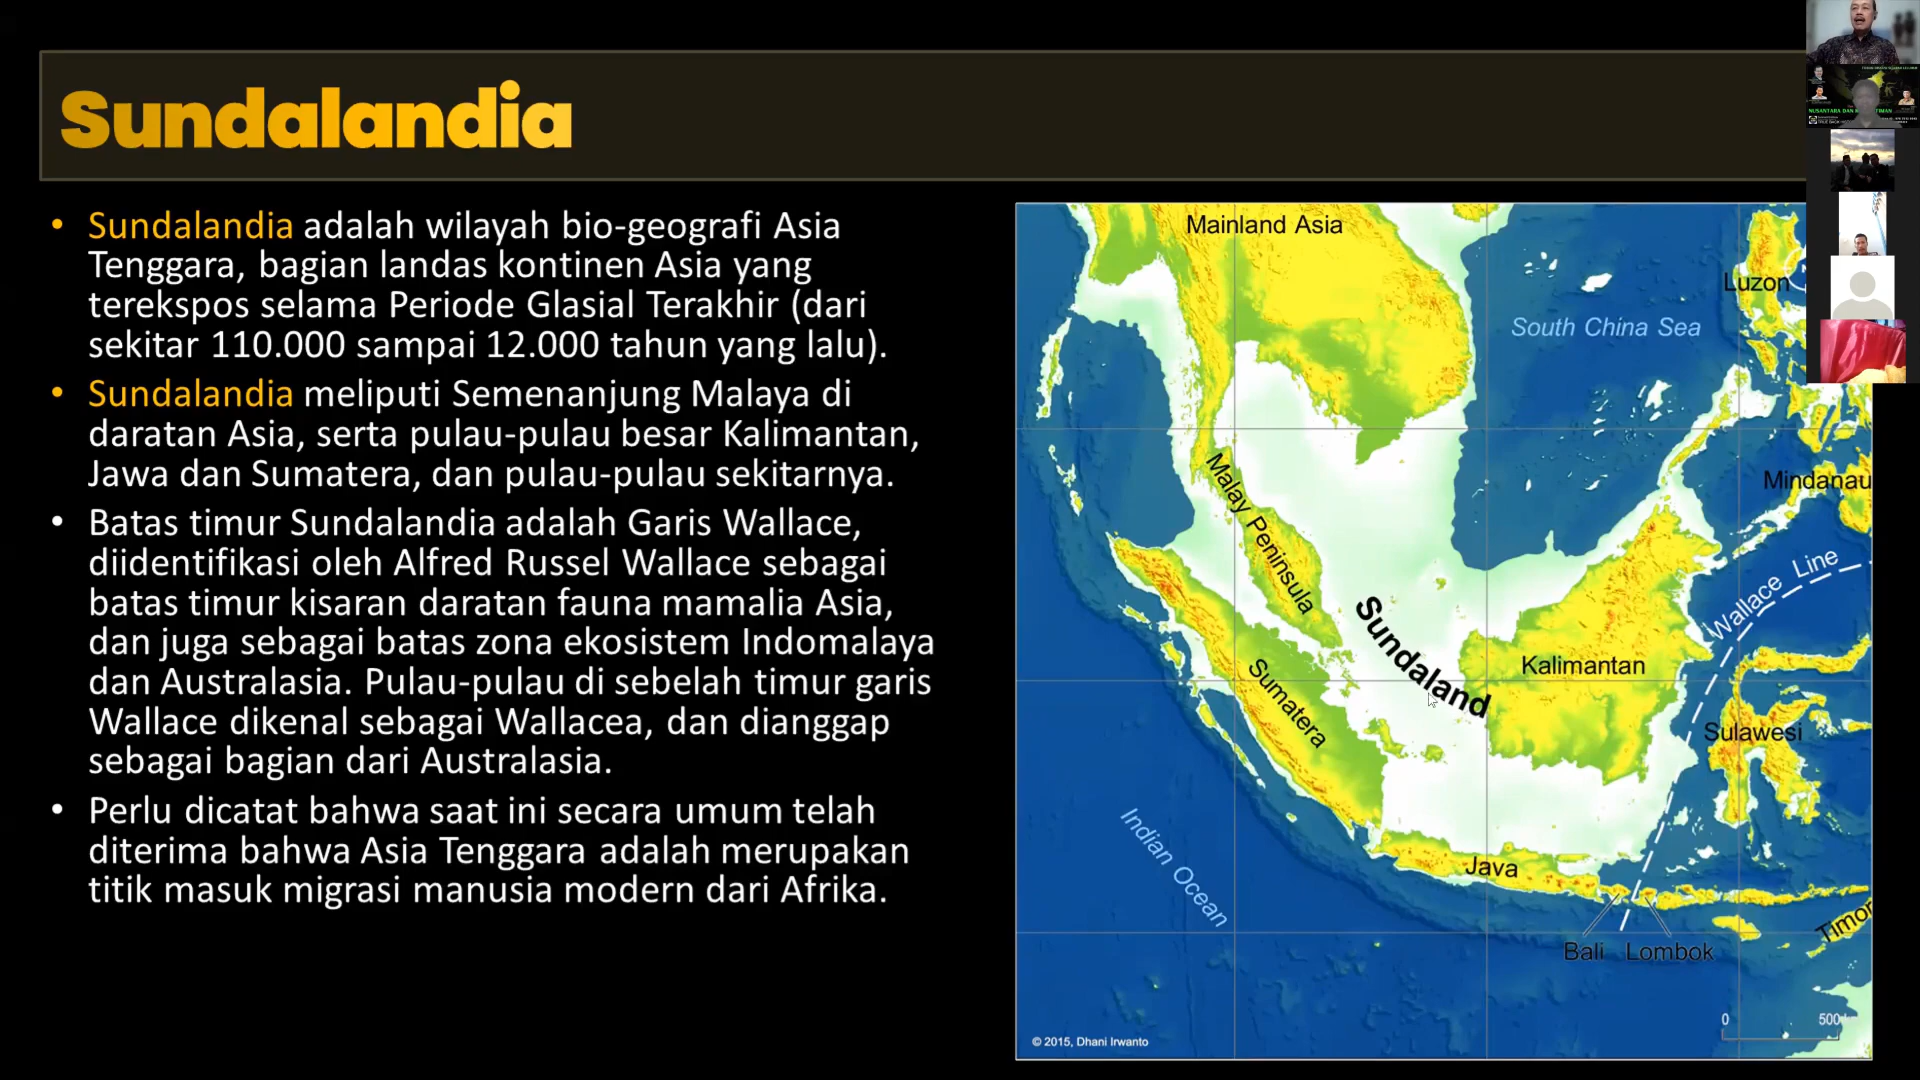 Sundalandia
• Sundalandia adalah wilayah bio-geografi Asia
Tenggara, bagian landas kontinen Asia yang
terekspos selama Periode Glasial Terakhir (dari
sekitar 110.000 sampai 12.000 tahun yang lalu).
• Sundalandia meliputi Semenanjung Malaya di
daratan Asia, serta pulau-pulau besar Kalimantan,
Jawa dan Sumatera, dan pulau-pulau sekitarnya.
• Batas timur Sundalandia adalah Garis Wallace,
diidentifikasi oleh Alfred Russel Wallace sebagai
batas timur kisaran daratan fauna mamalia Asia,
dan juga sebagai batas zona ekosistem Indomalaya
dan Australasia. Pulau-pulau di sebelah timur garis
Wallace dikenal sebagai Wallacea, dan dianggap
sebagai bagian dari Australasia.
• Perlu dicatat bahwa saat ini secara umum telah
diterima bahwa Asia Tenggara adalah merupakan
titik masuk migrasi manusia modern dari Afrika.
Mainland Asia
Luzon
South China Sea
Malay Peninsula
Mindanau
Wallace Line
Sundaland
Kalimantan
Sumatera
Sulawesi
Indian Ocean
Java
Timor
Bali
Lombok
0
500
© 2015, Dhani Irwanto
NUSANTARA DAN